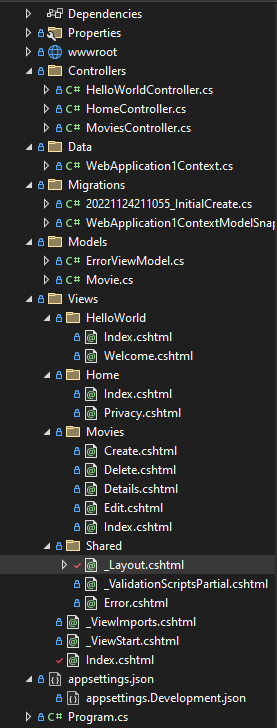 Dependencies
Properties
wwwroot
Controllers
C# HelloWorldController.cs
C# HomeController.cs
C# MoviesController.cs
Data
C# WebApplication1Context.cs
Migrations
C# 20221124211055_InitialCreate.cs
C# WebApplication1ContextModelSnap
Models
C# ErrorViewModel.cs
C# Movie.cs
Views
HelloWorld
@ Index.cshtml
@ Welcome.cshtml
Home
@ Index.cshtml
@ Privacy.cshtml
Movies
@ Create.cshtml
@ Delete.cshtml
@ Details.cshtml
@ Edit.cshtml
@ Index.cshtml
Shared
@ _Layout.cshtml
@ _ValidationScriptsPartial.cshtml
@ Error.cshtml
@ _ViewImports.cshtml
@ _ViewStart.cshtml
@ Index.cshtml
appsettings.json
appsettings.Development.json
C# Program.cs